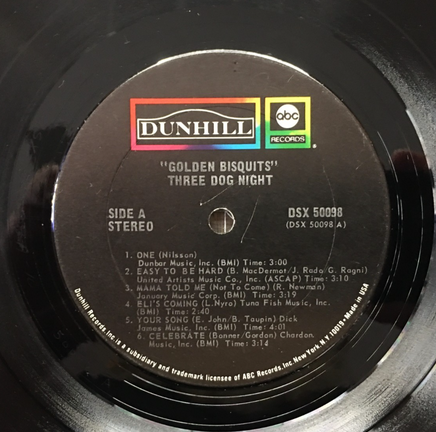 DUNHILL
abc
RECORDS
"GOLDEN BISQUITS"
THREE DOG NIGHT
SIDE A
STEREO
DSX 50098
(DSX 50098 A)
1. ONE (Nilsson)
Dunbar Music, Inc. (BMI) Time: 3:00
2. EASY TO BE HARD (B. MacDermot/J. Rado/G. Ragni)
United Artists Music Co., Inc. (ASCAP) Time: 3:10
3. MAMA TOLD ME (Not To Come) (R. Newman)
January Music Corp. (BMI) Time: 3:19
4. ELI'S COMING (L. Nyro) Tuna Fish Music, Inc.
(BMI) Time: 2:40
5. YOUR SONG (E. John/B. Taupin) Dick
James Music, Inc. (BMI) Time: 4:01
6. CELEBRATE (Bonner/Gordon) Chardon
Music, Inc. (BMI) Time: 3:14
Dunhill Records, Inc. is a subsidiary and trademark licensee of ABC Records, Inc. New York, N.Y. 10019 • Made in USA